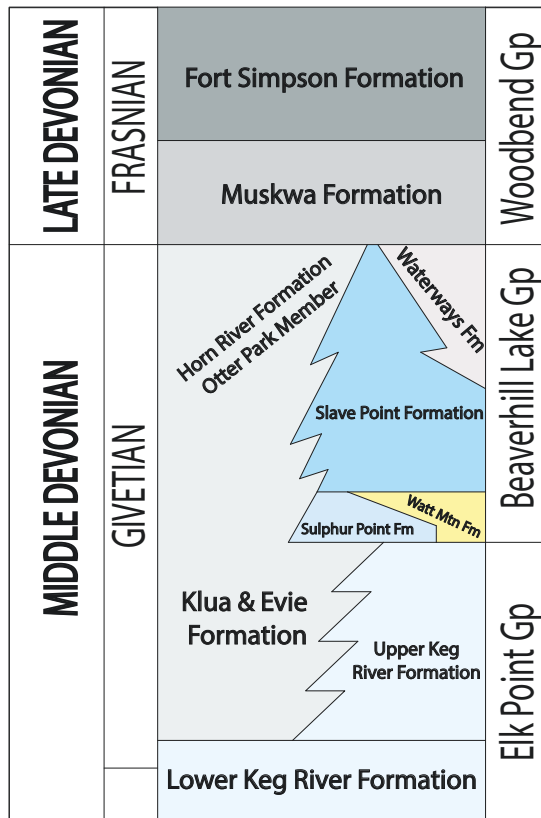 LATE DEVONIAN
FRASNIAN
Fort Simpson Formation
Muskwa Formation
Woodbend Gp
MIDDLE DEVONIAN
GIVETIAN
Horn River Formation
Otter Park Member
Waterways Fm
Slave Point Formation
Watt Mtn Fm
Sulphur Point Fm
Beaverhill Lake Gp
Klua & Evie
Formation
Upper Keg
River Formation
Lower Keg River Formation
Elk Point Gp